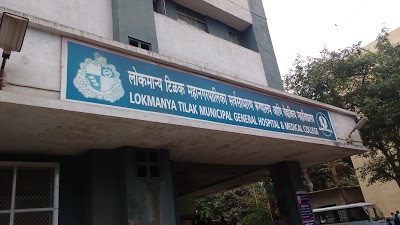 लोकमान्य टिळक महानगरपालिका सर्वसाधारण रुग्णालय आणि वैद्यकीय महाविद्यालय
LOKMANYA TILAK MUNICIPAL GENERAL HOSPITAL & MEDICAL COLLEGE